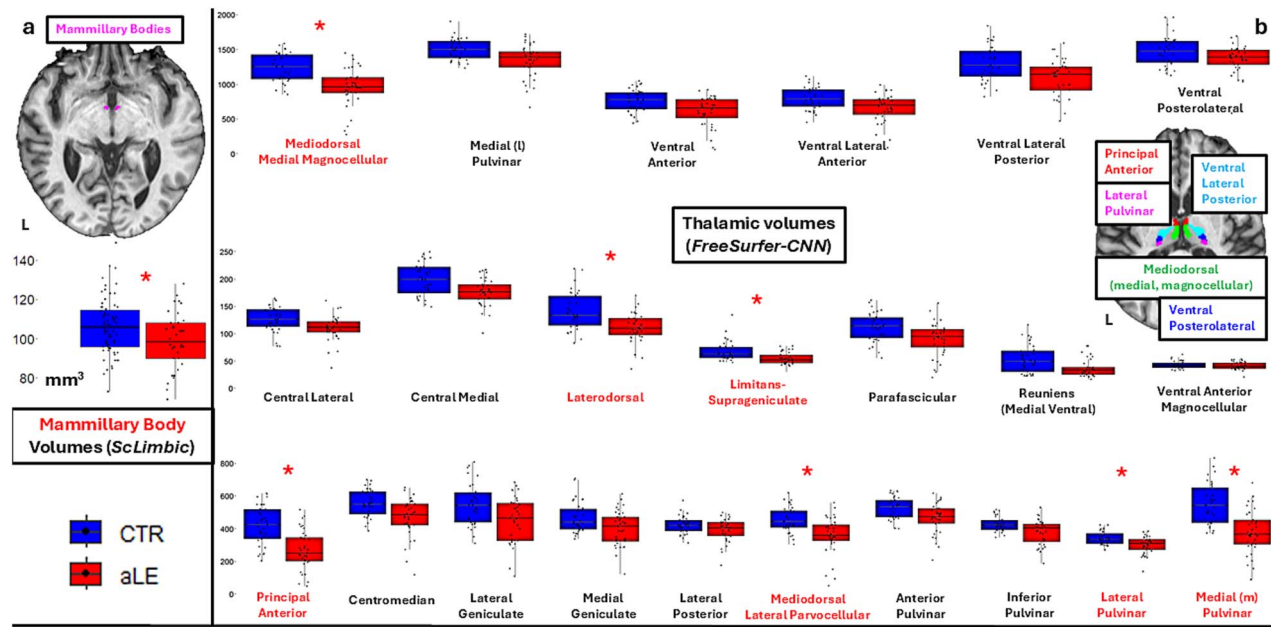 a
Mammillary Bodies
L
140
120
100
80
mm³
*
Mammillary Body
Volumes (ScLimbic)
CTR
aLE
b
2000
1500
1000
500
0
*
Mediodorsal
Medial Magnocellular
Medial (l)
Pulvinar
Ventral
Anterior
Ventral Lateral
Anterior
Ventral Lateral
Posterior
Ventral
Posterolateral
Principal
Anterior
Ventral
Lateral
Posterior
Lateral
Pulvinar
Mediodorsal
(medial, magnocellular)
Ventral
Posterolateral
L
Thalamic volumes
(FreeSurfer-CNN)
250
200
150
100
50
0
*
*
Central Lateral
Central Medial
Laterodorsal
Limitans-
Suprageniculate
Parafascicular
Reuniens
(Medial Ventral)
Ventral Anterior
Magnocellular
800
600
400
200
0
*
*
*
*
Principal
Anterior
Centromedian
Lateral
Geniculate
Medial
Geniculate
Lateral
Posterior
Mediodorsal
Lateral Parvocellular
Anterior
Pulvinar
Inferior
Pulvinar
Lateral
Pulvinar
Medial (m)
Pulvinar